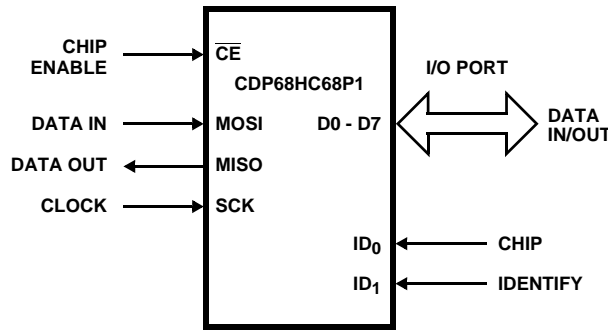 CHIP
ENABLE
CE
CDP68HC68P1
I/O PORT
DATA IN
MOSI
D0 - D7
DATA
IN/OUT
DATA OUT
MISO
CLOCK
SCK
ID0
CHIP
ID1
IDENTIFY